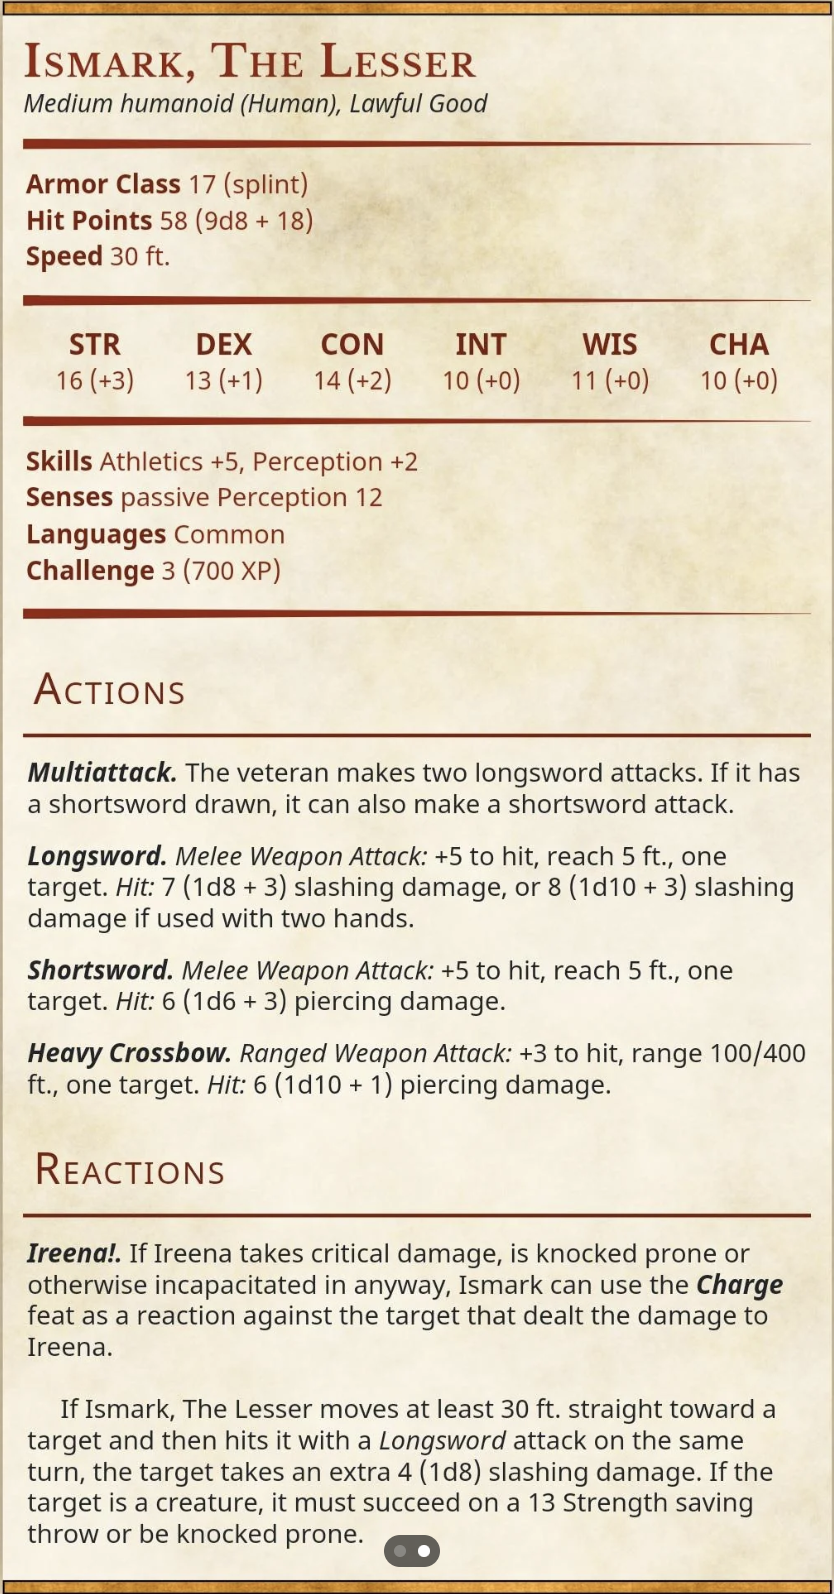 Ismark, The Lesser
Medium humanoid (Human), Lawful Good
Armor Class 17 (splint)
Hit Points 58 (9d8 + 18)
Speed 30 ft.
STR DEX CON INT WIS CHA
16 (+3) 13 (+1) 14 (+2) 10 (+0) 11 (+0) 10 (+0)
Skills Athletics +5, Perception +2
Senses passive Perception 12
Languages Common
Challenge 3 (700 XP)
Actions
Multiattack. The veteran makes two longsword attacks. If it has
a shortsword drawn, it can also make a shortsword attack.
Longsword. Melee Weapon Attack: +5 to hit, reach 5 ft., one
target. Hit: 7 (1d8 + 3) slashing damage, or 8 (1d10 + 3) slashing
damage if used with two hands.
Shortsword. Melee Weapon Attack: +5 to hit, reach 5 ft., one
target. Hit: 6 (1d6 + 3) piercing damage.
Heavy Crossbow. Ranged Weapon Attack: +3 to hit, range 100/400
ft., one target. Hit: 6 (1d10 + 1) piercing damage.
Reactions
Ireena!. If Ireena takes critical damage, is knocked prone or
otherwise incapacitated in anyway, Ismark can use the Charge
feat as a reaction against the target that dealt the damage to
Ireena.
If Ismark, The Lesser moves at least 30 ft. straight toward a
target and then hits it with a Longsword attack on the same
turn, the target takes an extra 4 (1d8) slashing damage. If the
target is a creature, it must succeed on a 13 Strength saving
throw or be knocked prone.